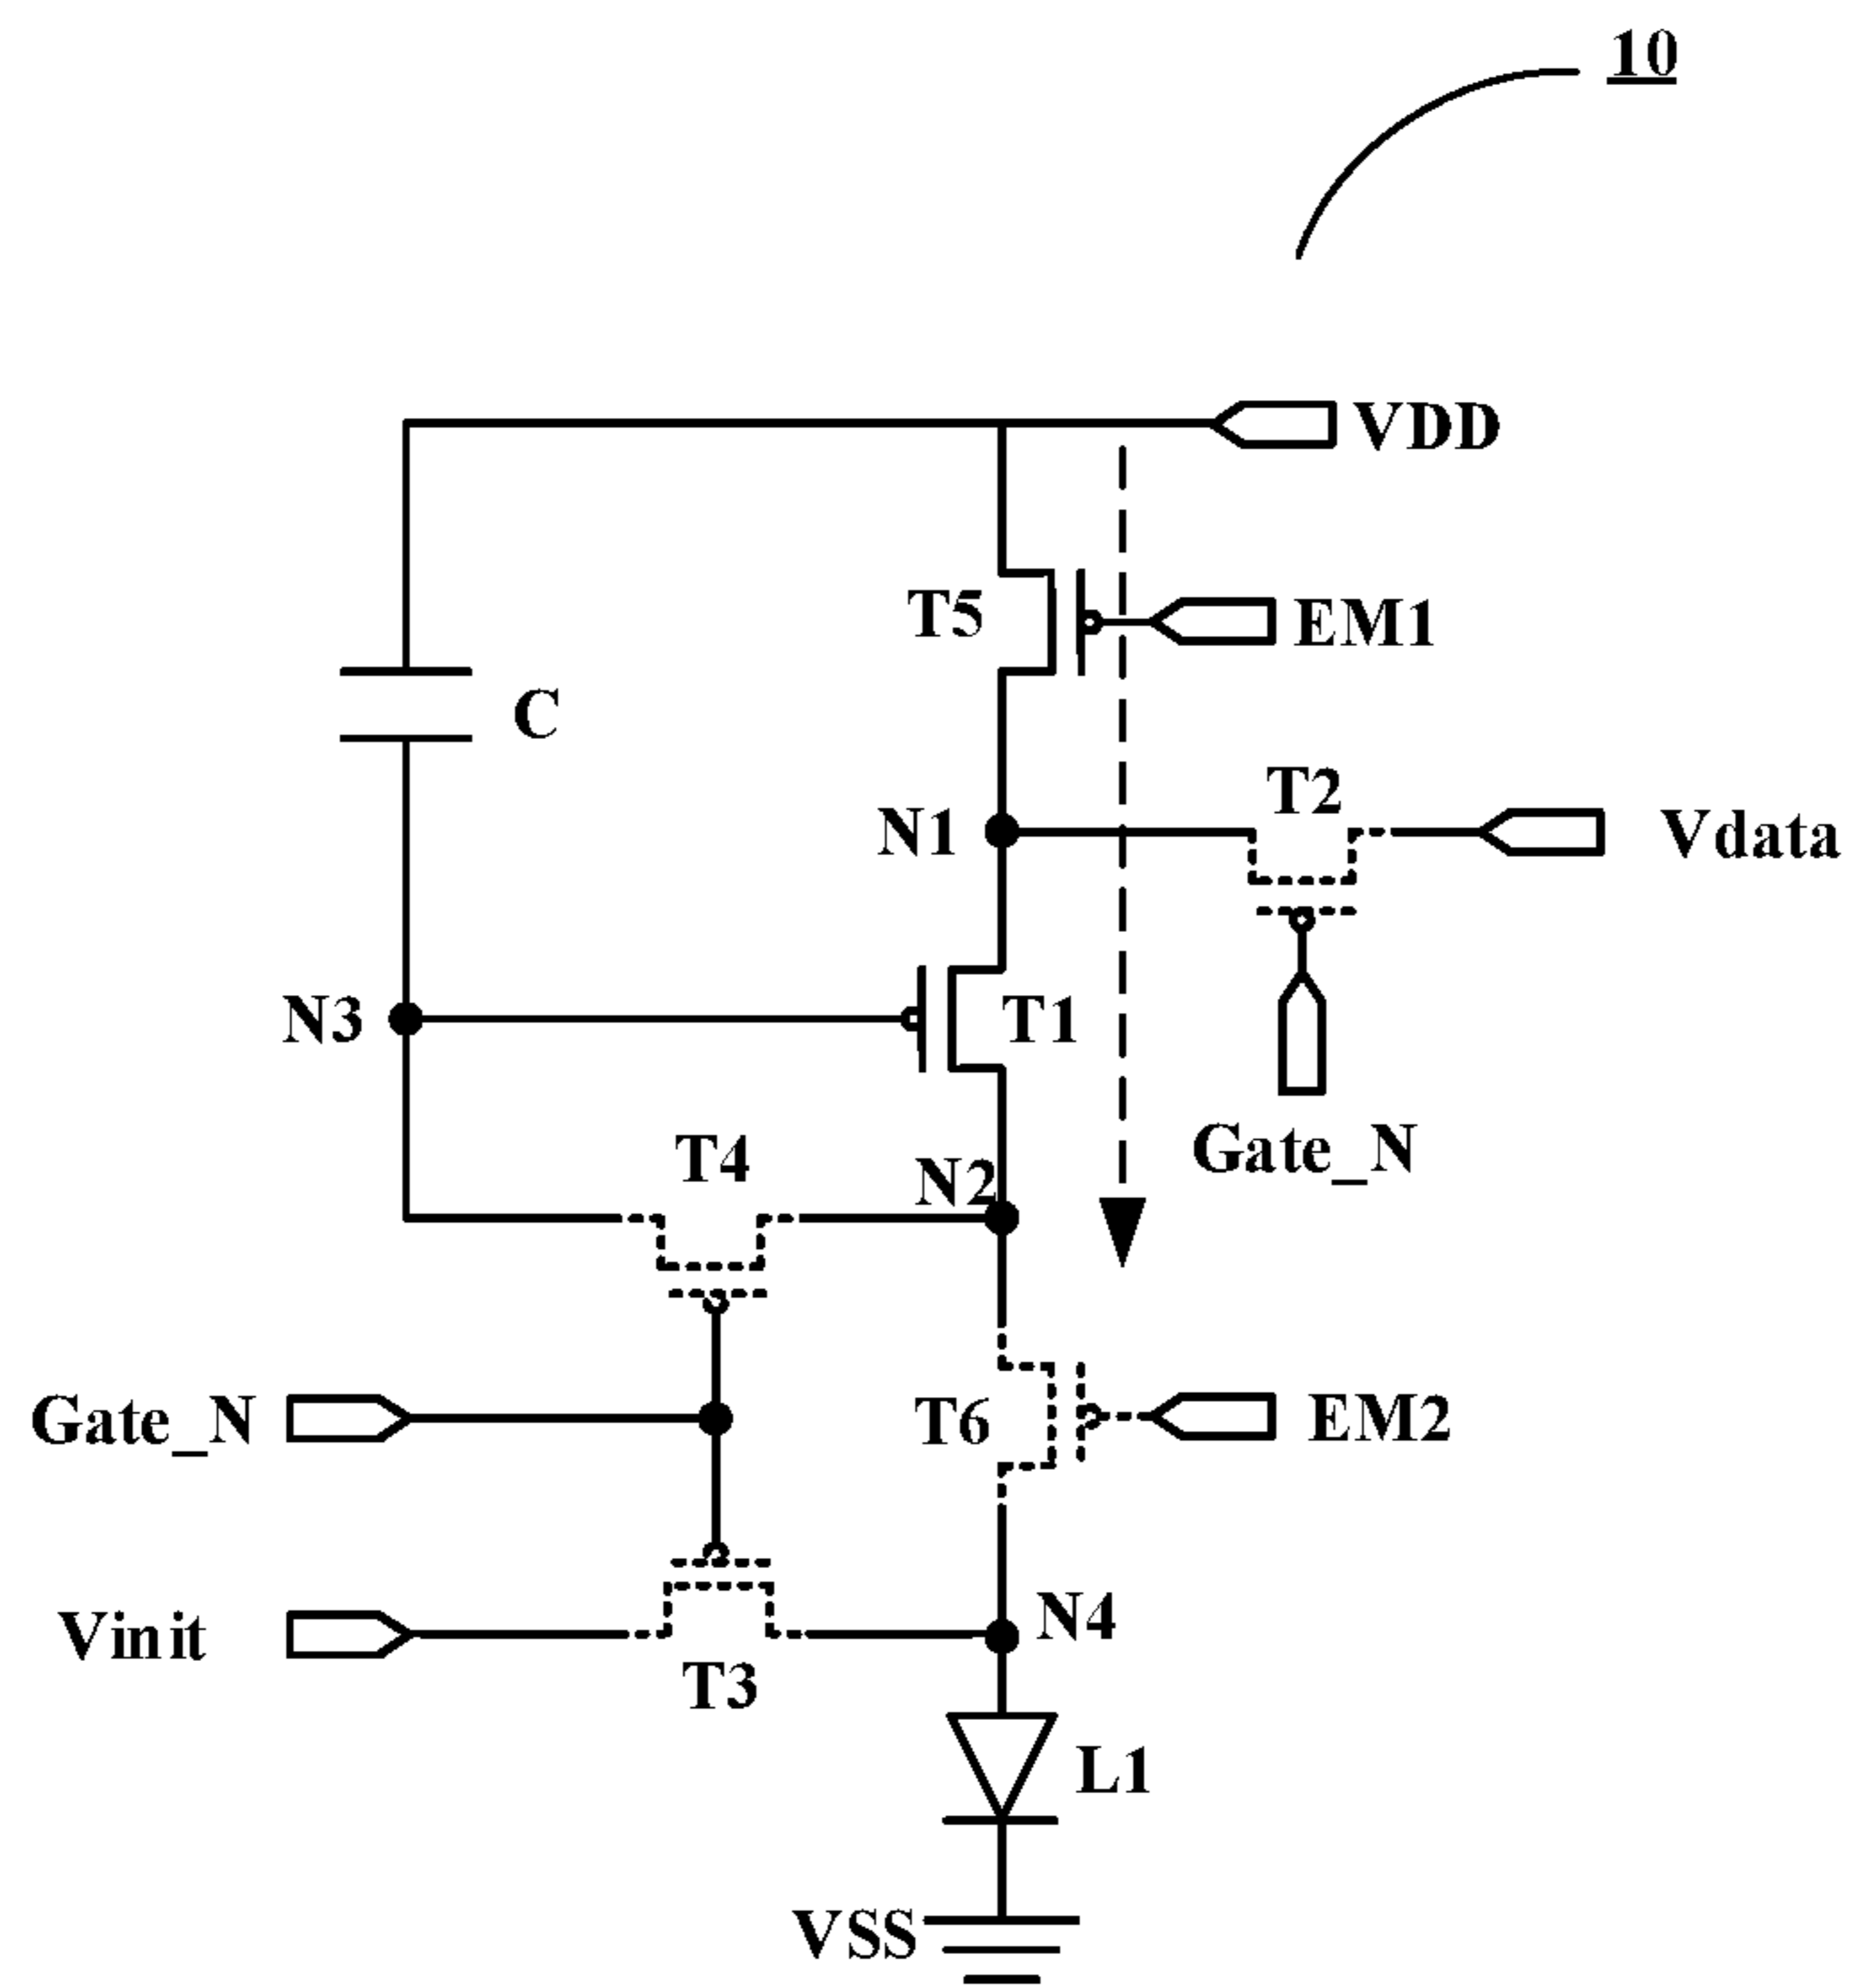 10
VDD
T5
EM1
C
T2
N1
Vdata
N3
T1
Gate_N
T4
N2
Gate_N
T6
EM2
Vinit
T3
N4
L1
VSS